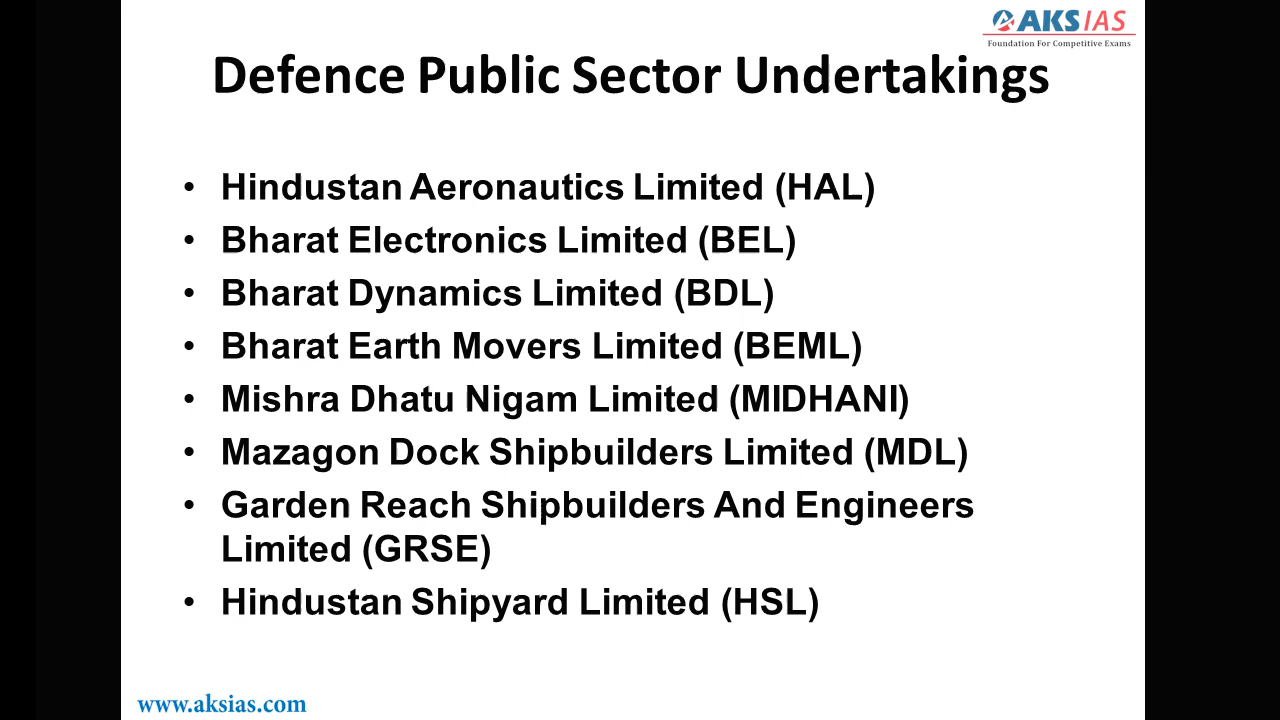 AKS IAS
Foundation For Competitive Exams
Defence Public Sector Undertakings
• Hindustan Aeronautics Limited (HAL)
• Bharat Electronics Limited (BEL)
• Bharat Dynamics Limited (BDL)
• Bharat Earth Movers Limited (BEML)
• Mishra Dhatu Nigam Limited (MIDHANI)
• Mazagon Dock Shipbuilders Limited (MDL)
• Garden Reach Shipbuilders And Engineers
Limited (GRSE)
• Hindustan Shipyard Limited (HSL)
www.aksias.com